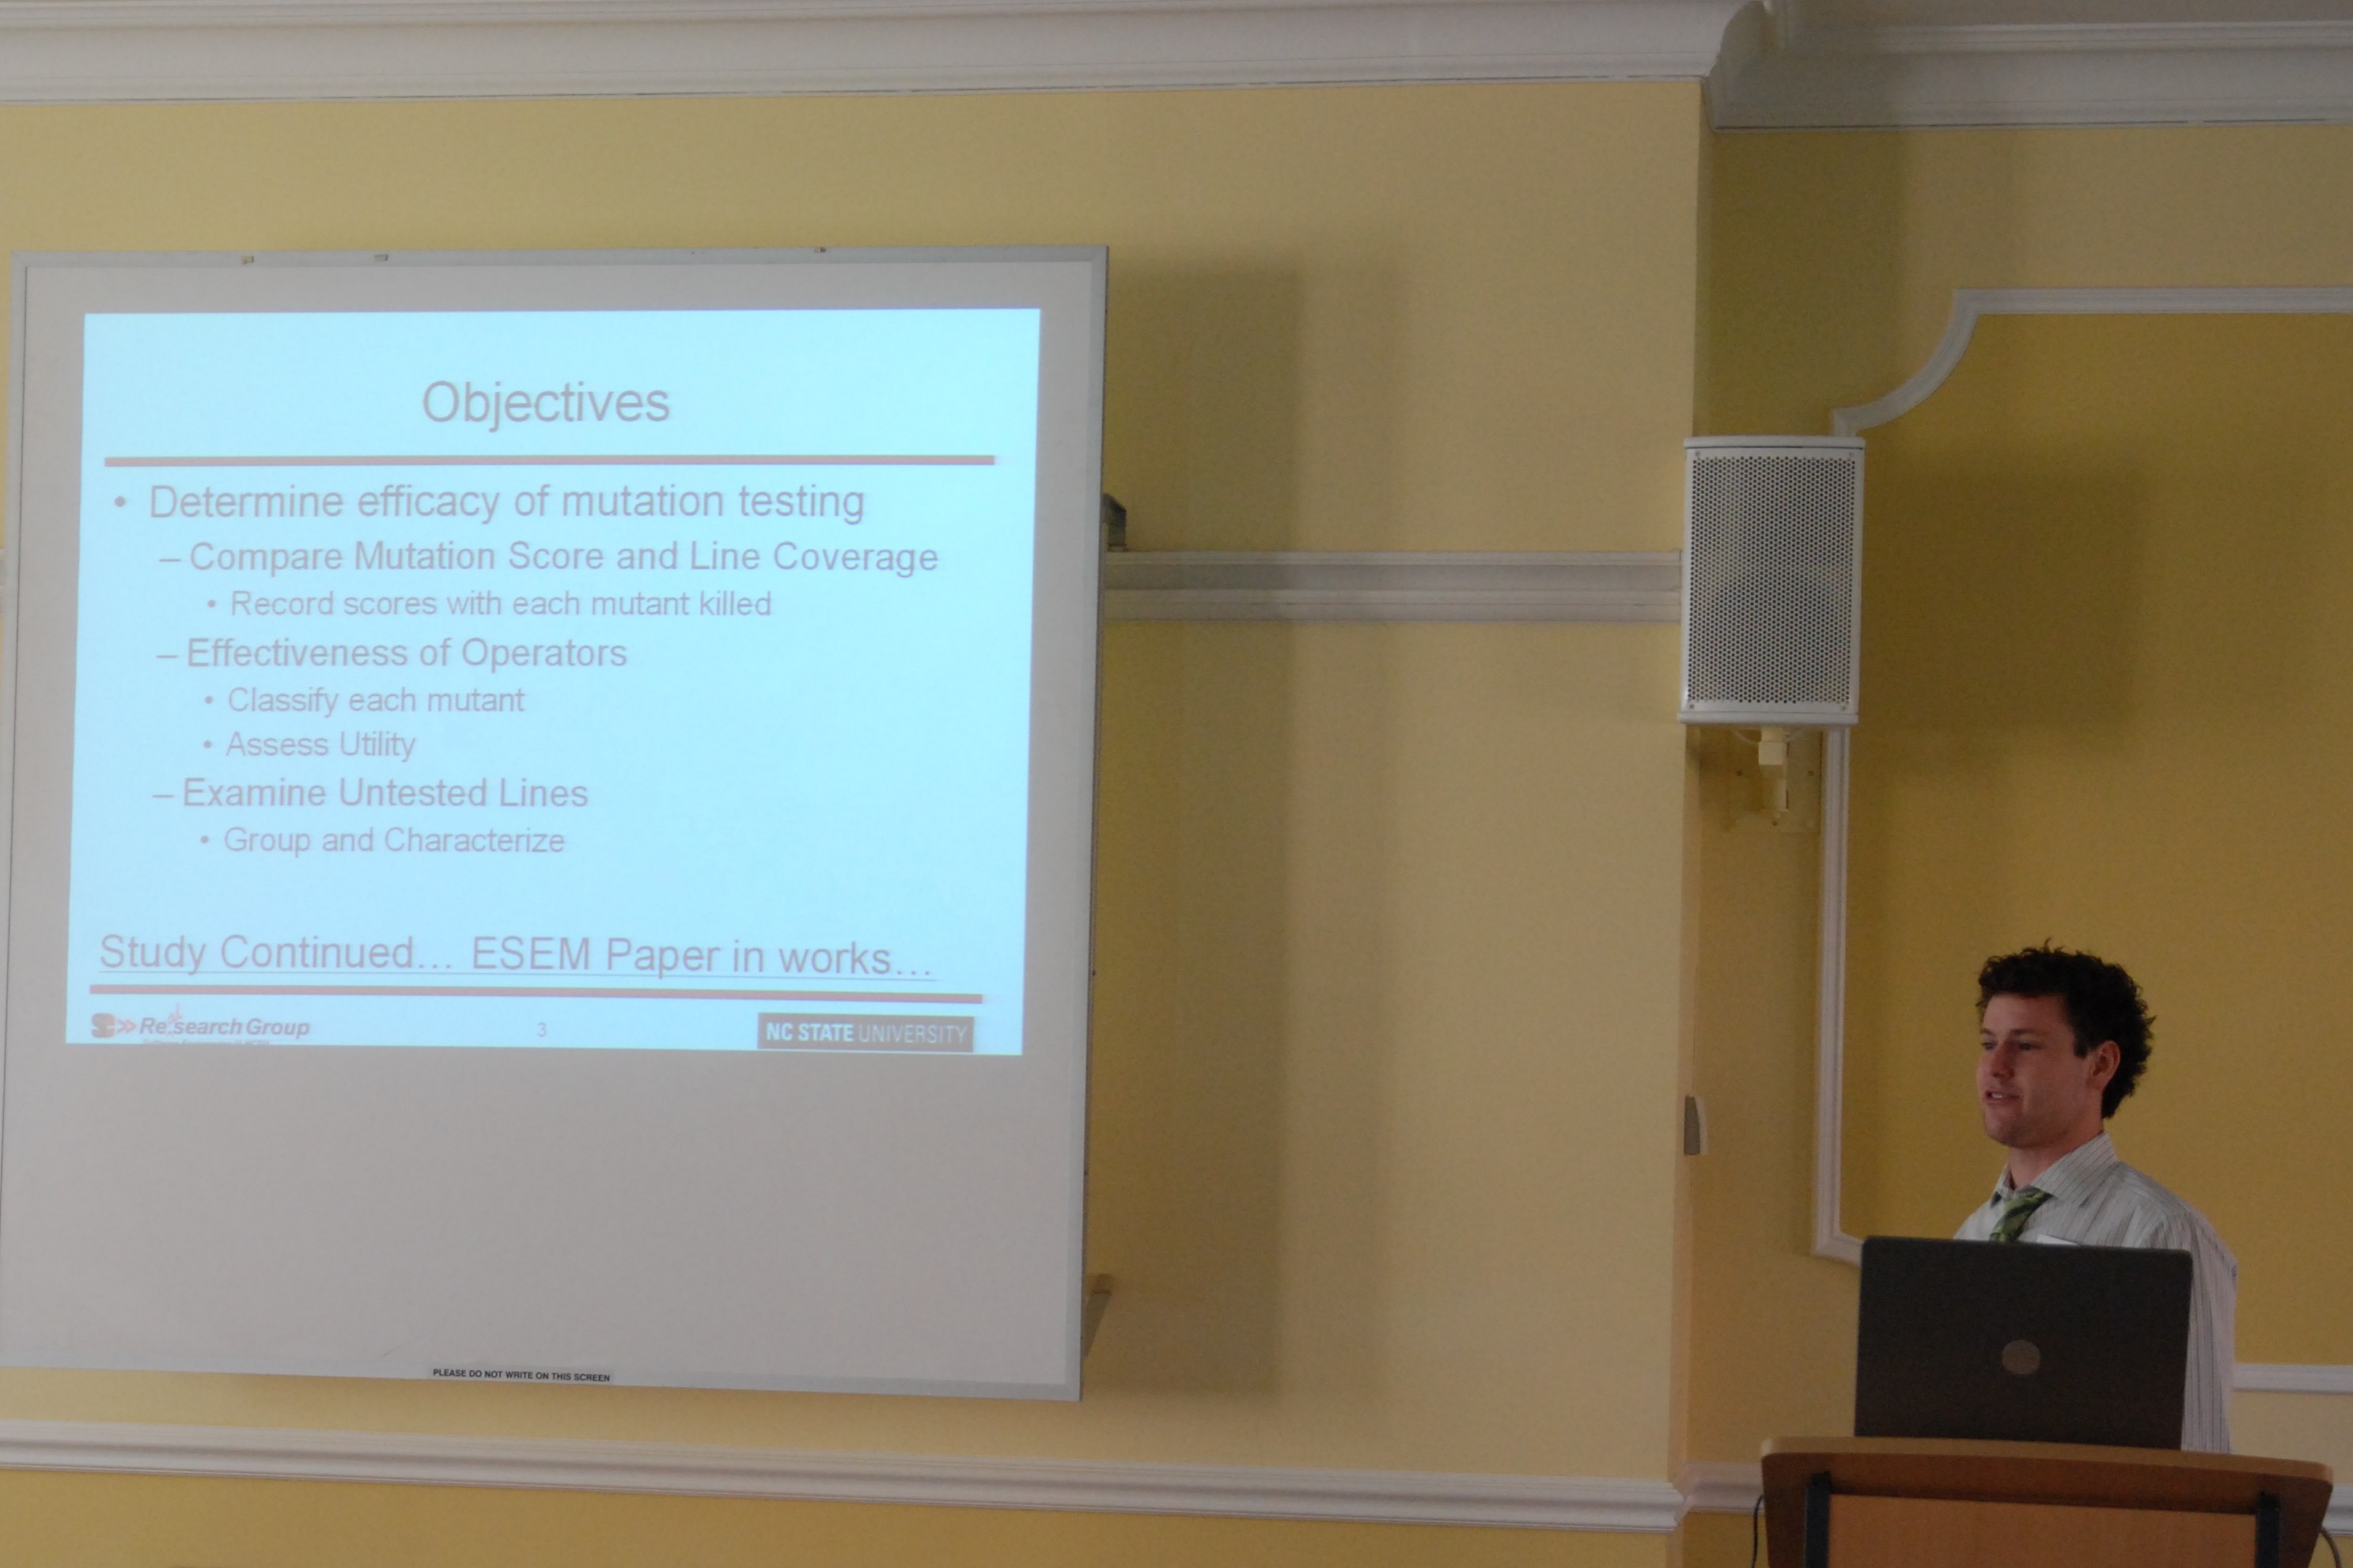 Objectives
• Determine efficacy of mutation testing
– Compare Mutation Score and Line Coverage
• Record scores with each mutant killed
– Effectiveness of Operators
• Classify each mutant
• Assess Utility
– Examine Untested Lines
• Group and Characterize
Study Continued... ESEM Paper in works...
Research Group
3
NC STATE UNIVERSITY
PLEASE DO NOT WRITE ON THIS SCREEN